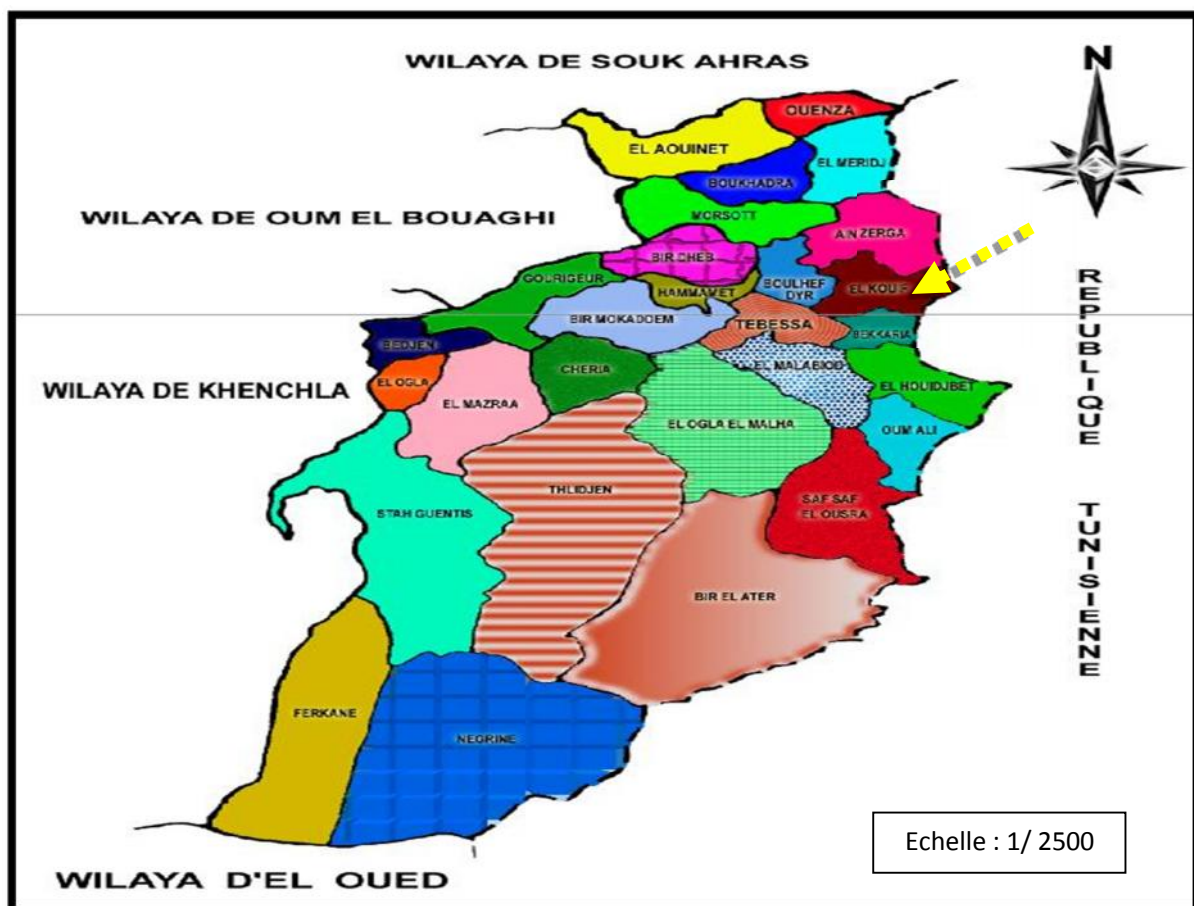 WILAYA DE SOUK AHRAS
N
OUENZA
EL AOUINET
EL MERIDJ
BOUKHADRA
WILAYA DE OUM EL BOUAGHI
MORSOTT
AIN ZERGA
BIR DHEB
GOURIGEUR
BOULHEF
DYR
EL KOUIF
HAMMAMET
BIR MOKADDEM
TEBESSA
BEKKARIA
BEDJEN
CHERIA
EL MALABIOD
EL OGLA
EL HOUIDJBET
WILAYA DE KHENCHLA
EL MAZRAA
EL OGLA EL MALHA
OUM ALI
THLIDJEN
SAF SAF
EL OUSRA
STAH GUENTIS
BIR EL ATER
REPUBLIQUE TUNISIENNE
FERKANE
NEGRINE
Echelle : 1/ 2500
WILAYA D'EL OUED